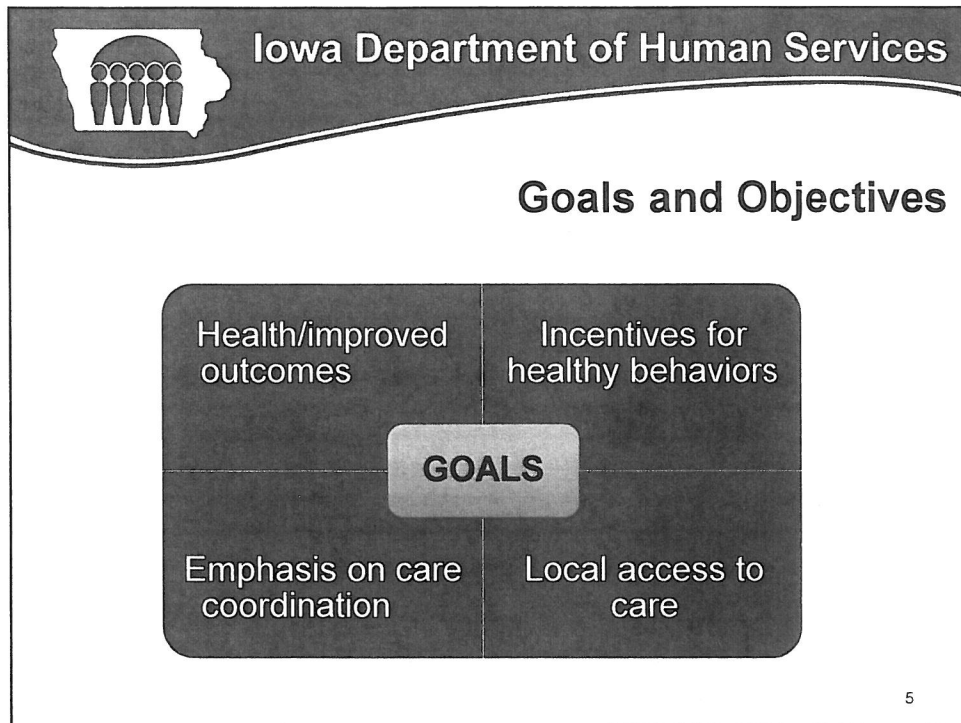 Iowa Department of Human Services
Goals and Objectives
Health/improved
outcomes
Incentives for
healthy behaviors
GOALS
Emphasis on care
coordination
Local access to
care
5